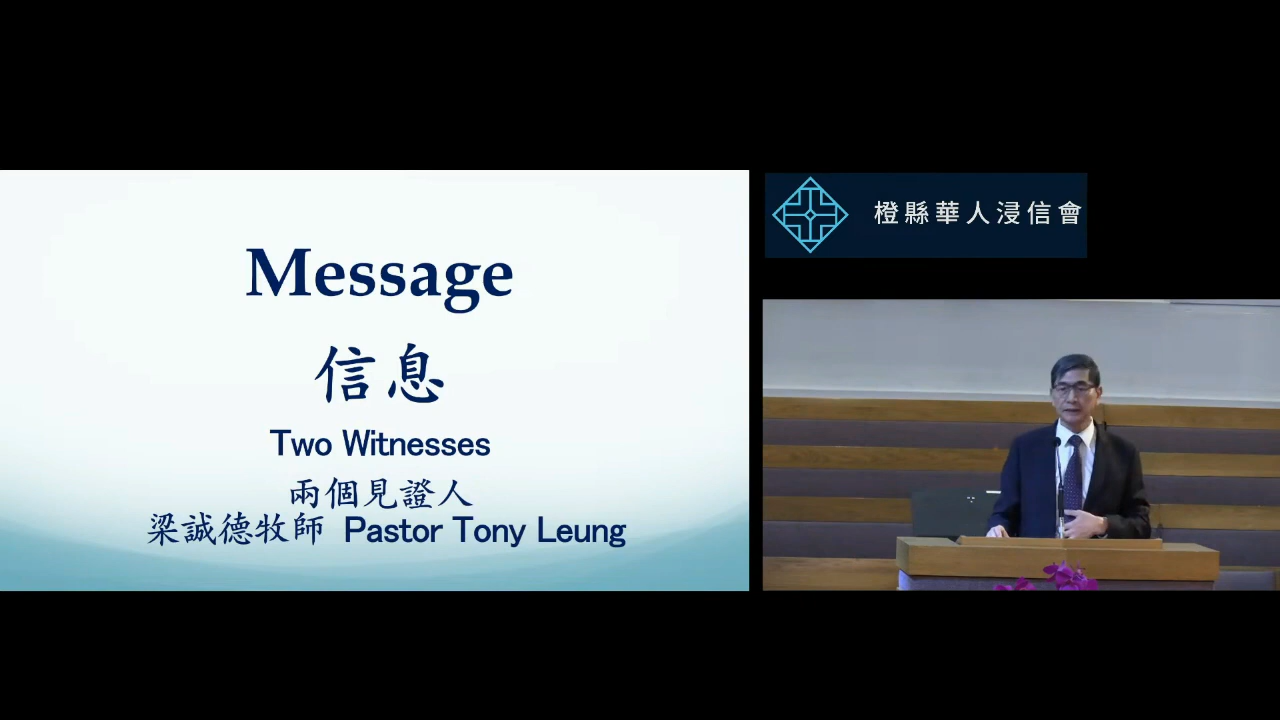 Message
信息
Two Witnesses
兩個見證人
梁誠德牧師 Pastor Tony Leung
橙縣華人浸信會